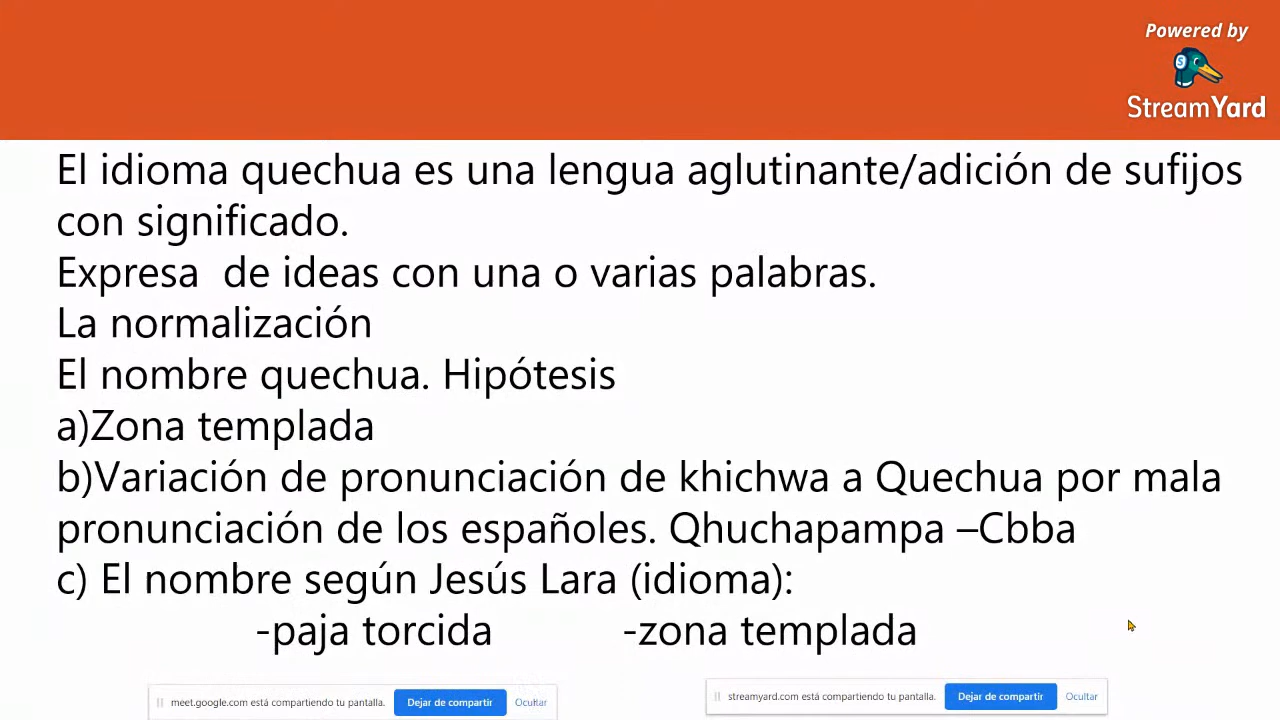 Powered by
StreamYard
El idioma quechua es una lengua aglutinante/adición de sufijos
con significado.
Expresa  de ideas con una o varias palabras.
La normalización
El nombre quechua. Hipótesis
a)Zona templada
b)Variación de pronunciación de khichwa a Quechua por mala
pronunciación de los españoles. Qhuchapampa –Cbba
c) El nombre según Jesús Lara (idioma):
-paja torcida -zona templada
meet.google.com está compartiendo tu pantalla. Dejar de compartir Ocultar
streamyard.com está compartiendo tu pantalla. Dejar de compartir Ocultar